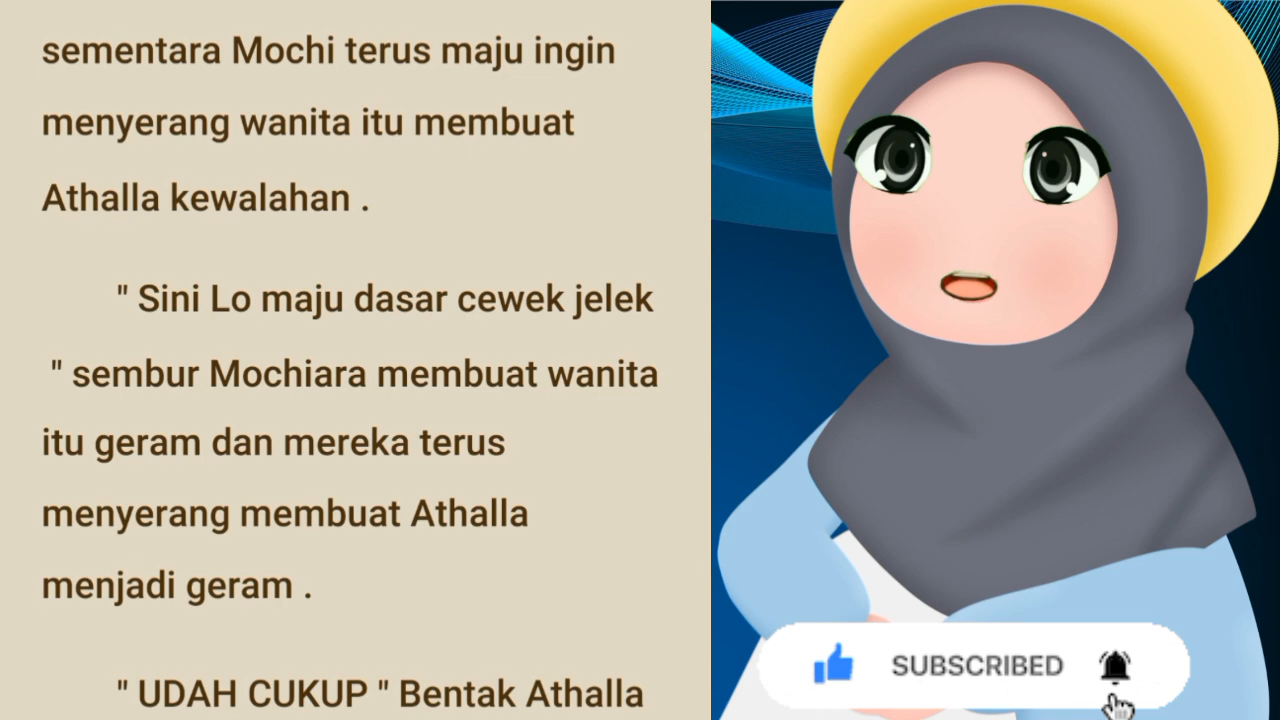 sementara Mochi terus maju ingin
menyerang wanita itu membuat
Athalla kewalahan .
" Sini Lo maju dasar cewek jelek
" sembur Mochiara membuat wanita
itu geram dan mereka terus
menyerang membuat Athalla
menjadi geram .
" UDAH CUKUP " Bentak Athalla
SUBSCRIBED